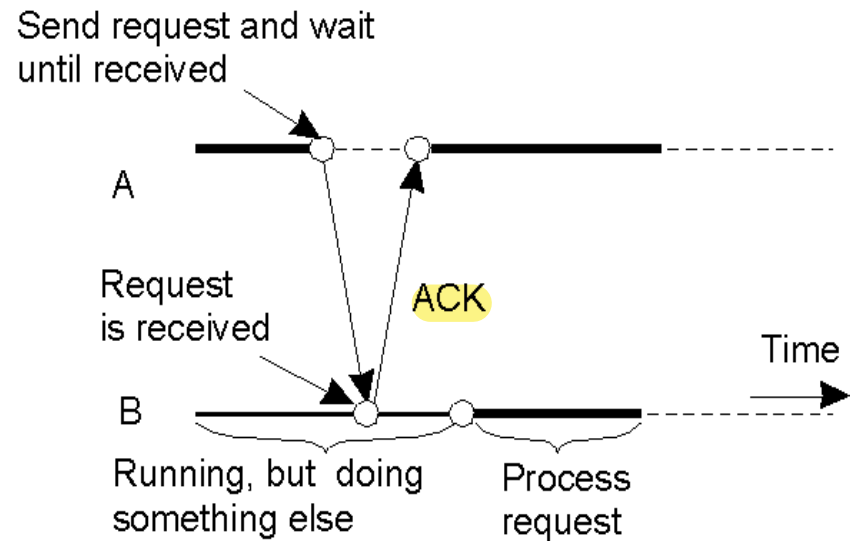 Send request and wait
until received
A
Request
is received
ACK
Time
B
Running, but doing
something else
Process
request